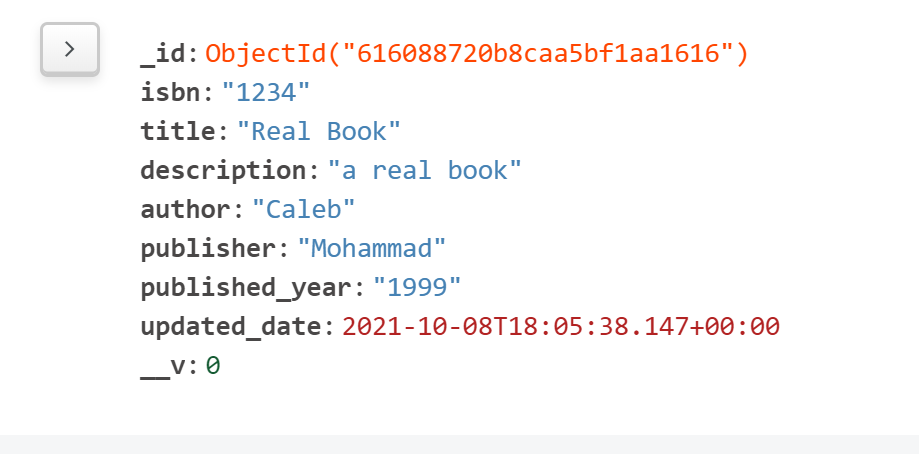 _id: ObjectId("616088720b8caa5bf1aa1616")
isbn: "1234"
title: "Real Book"
description: "a real book"
author: "Caleb"
publisher: "Mohammad"
published_year: "1999"
updated_date: 2021-10-08T18:05:38.147+00:00
__v: 0